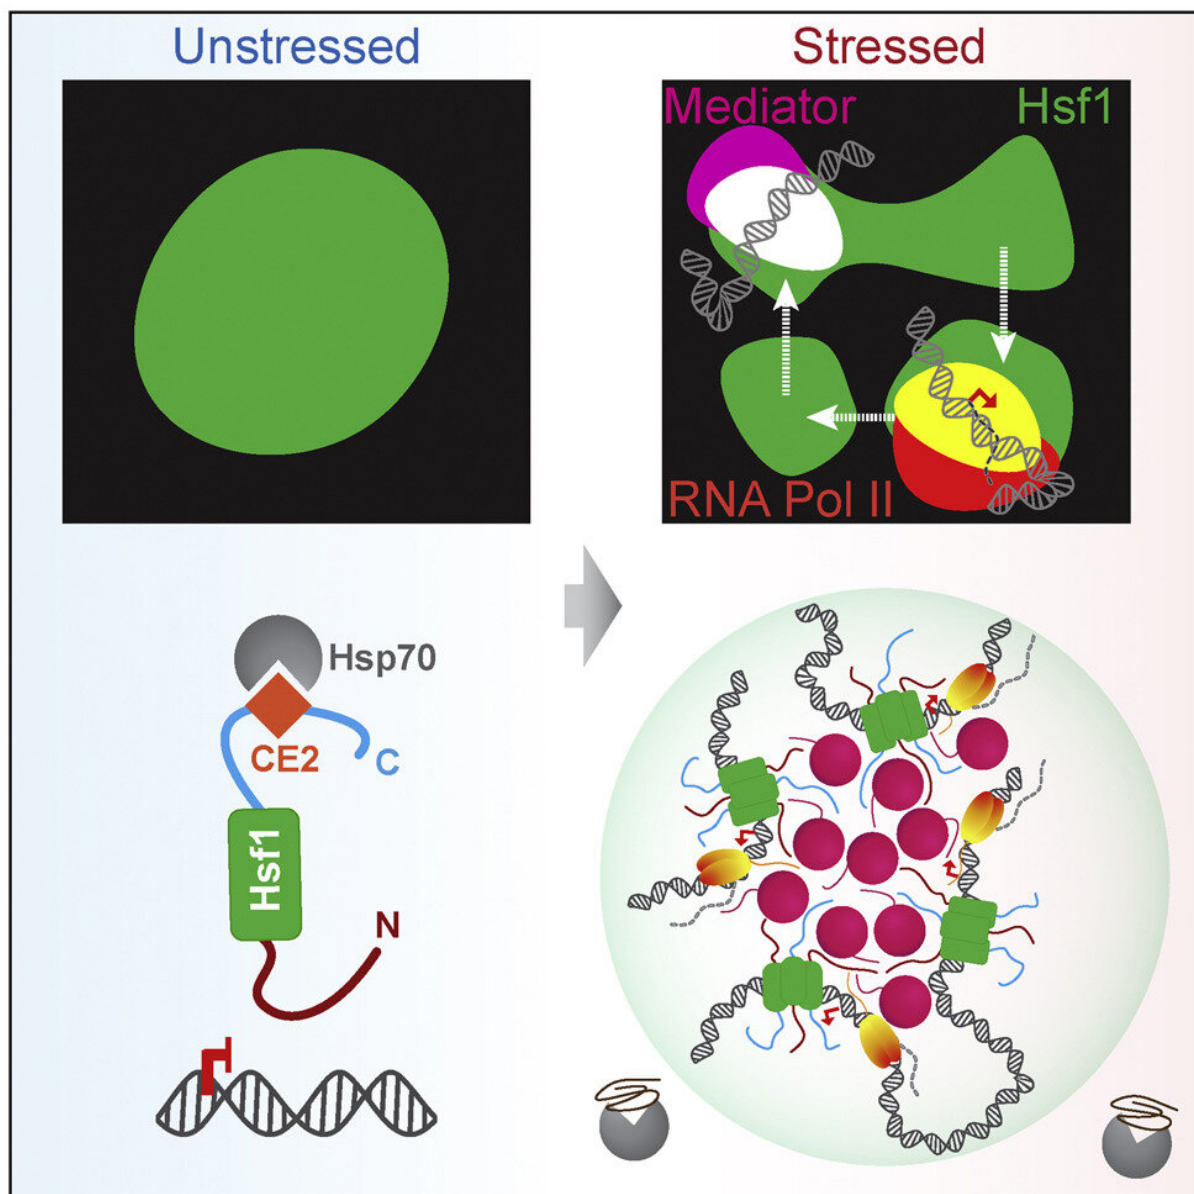 Unstressed
Stressed
Mediator
Hsf1
RNA Pol II
Hsp70
CE2
C
Hsf1
N